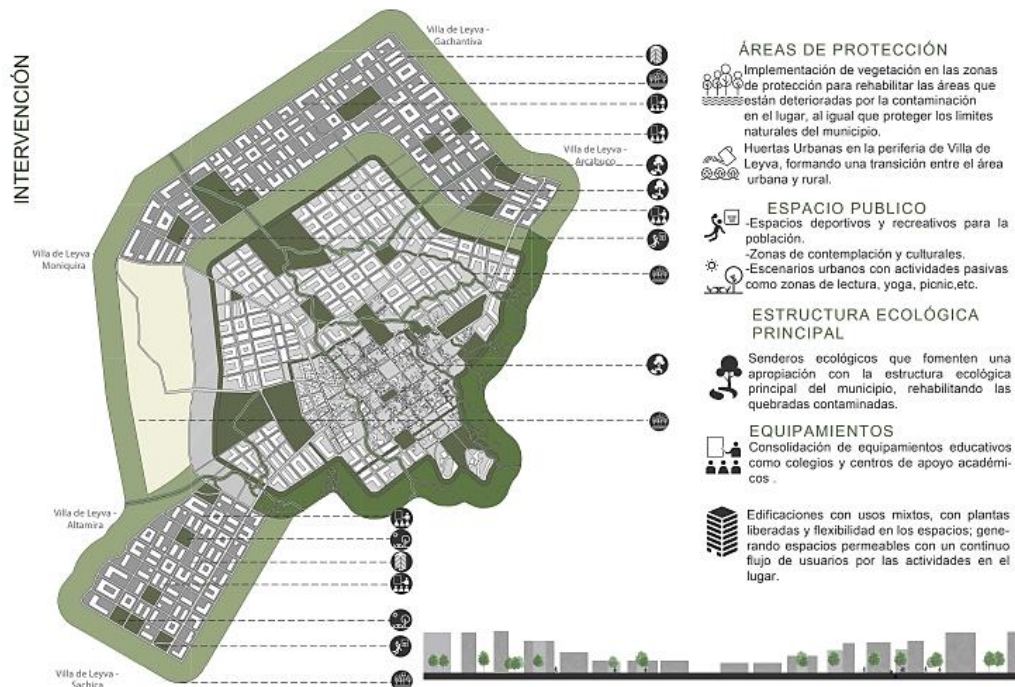 INTERVENCIÓN
Villa de Leyva -
Gachantiva
Villa de Leyva -
Arcabuco
Villa de Leyva -
Moniquira
Villa de Leyva -
Altamira
Villa de Leyva -
Sachica
ÁREAS DE PROTECCIÓN
Implementación de vegetación en las zonas
de protección para rehabilitar las áreas que
están deterioradas por la contaminación
en el lugar, al igual que proteger los limites
naturales del municipio.
Huertas Urbanas en la periferia de Villa de
Leyva, formando una transición entre el área
urbana y rural.
ESPACIO PUBLICO
-Espacios deportivos y recreativos para la
población.
-Zonas de contemplación y culturales.
-Escenarios urbanos con actividades pasivas
como zonas de lectura, yoga, picnic,etc.
ESTRUCTURA ECOLÓGICA
PRINCIPAL
Senderos ecológicos que fomenten una
apropiación con la estructura ecológica
principal del municipio, rehabilitando las
quebradas contaminadas.
EQUIPAMIENTOS
Consolidación de equipamientos educativos
como colegios y centros de apoyo académi-
cos .
Edificaciones con usos mixtos, con plantas
liberadas y flexibilidad en los espacios; gene-
rando espacios permeables con un continuo
flujo de usuarios por las actividades en el
lugar.